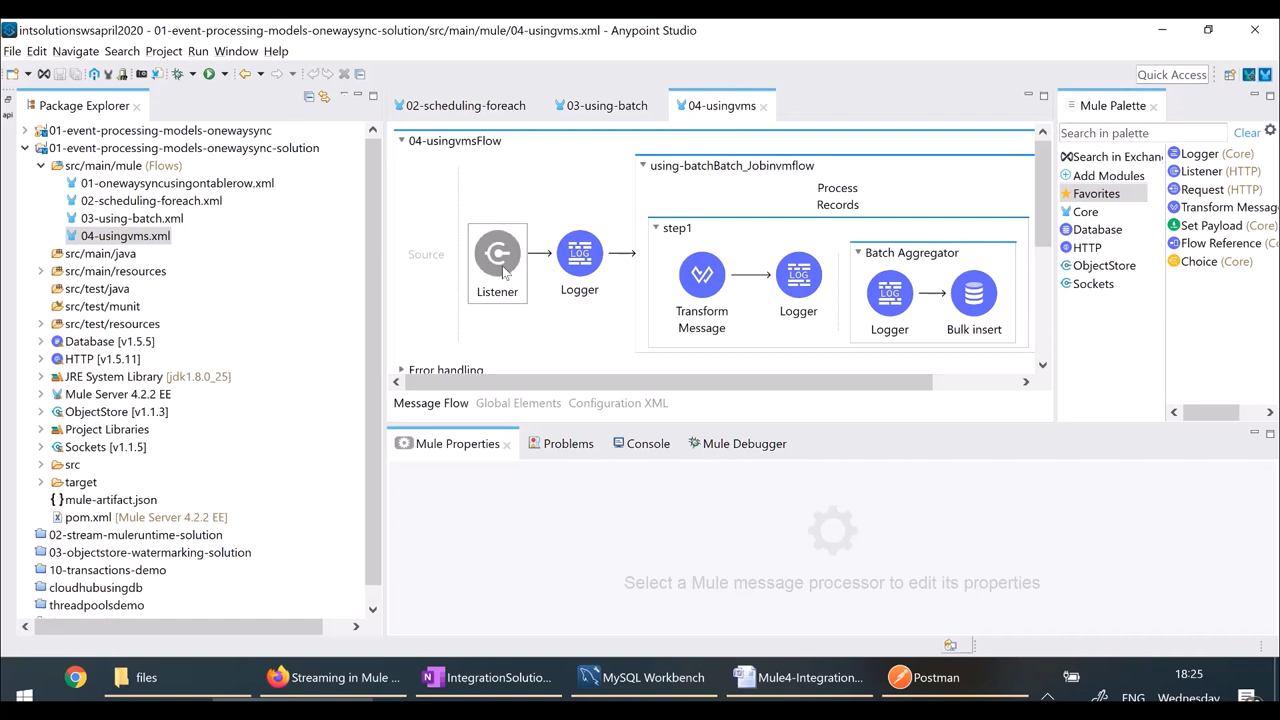 intsolutionswsapril2020 - 01-event-processing-models-onewaysync-solution/src/main/mule/04-usingvms.xml - Anypoint Studio
File Edit Navigate Search Project Run Window Help
Quick Access
api
Package Explorer
01-event-processing-models-onewaysync
01-event-processing-models-onewaysync-solution
src/main/mule (Flows)
01-onewaysyncusingontablerow.xml
02-scheduling-foreach.xml
03-using-batch.xml
04-usingvms.xml
src/main/java
src/main/resources
src/test/java
src/test/munit
src/test/resources
Database [v1.5.5]
HTTP [v1.5.11]
JRE System Library [jdk1.8.0_25]
Mule Server 4.2.2 EE
ObjectStore [v1.1.3]
Project Libraries
Sockets [v1.1.5]
src
target
mule-artifact.json
pom.xml [Mule Server 4.2.2 EE]
02-stream-muleruntime-solution
03-objectstore-watermarking-solution
10-transactions-demo
cloudhubusingdb
threadpoolsdemo
02-scheduling-foreach
03-using-batch
04-usingvms
04-usingvmsFlow
Source
Listener
LOG
Logger
using-batchBatch_Jobinvmflow
Process
Records
step1
Transform
Message
LOG
Logger
Batch Aggregator
LOG
Logger
Bulk insert
Error handling
Message Flow Global Elements Configuration XML
Mule Palette
Search in palette
Clear
Search in Exchan
Add Modules
Favorites
Core
Database
HTTP
ObjectStore
Sockets
Logger (Core)
Listener (HTTP)
Request (HTTP)
Transform Messag
Set Payload (Core)
Flow Reference (C
Choice (Core)
Mule Properties
Problems
Console
Mule Debugger
Select a Mule message processor to edit its properties
files
Streaming in Mule ...
IntegrationSolutio...
MySQL Workbench
Mule4-Integration...
Postman
ENG
18:25
Wednesday